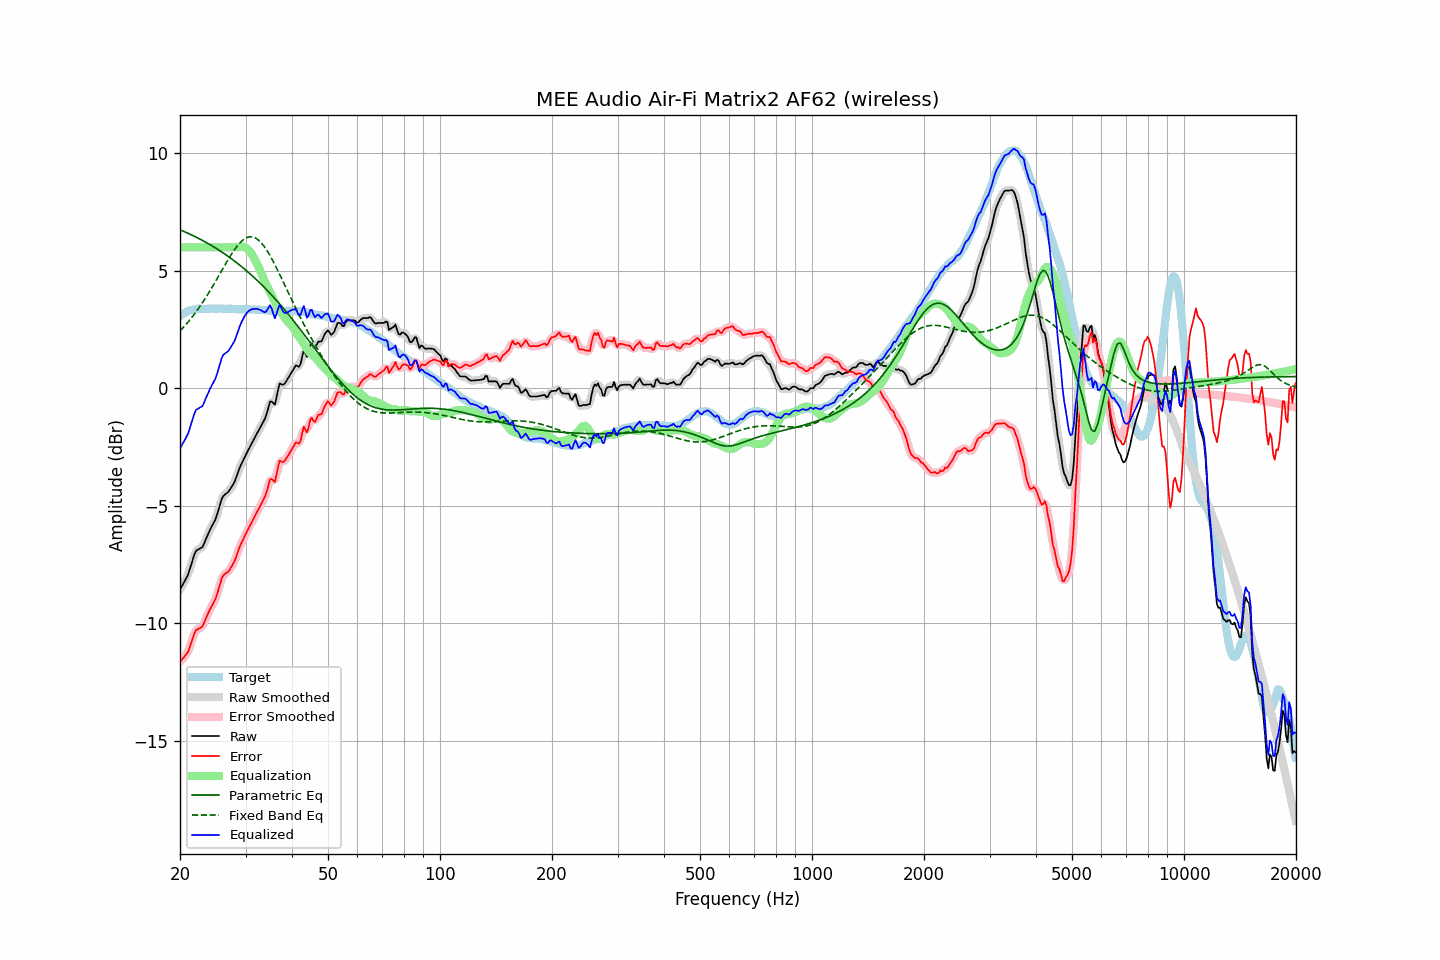 MEE Audio Air-Fi Matrix2 AF62 (wireless)
10
5
0
−5
−10
−15
Amplitude (dBr)
Target
Raw Smoothed
Error Smoothed
Raw
Error
Equalization
Parametric Eq
Fixed Band Eq
Equalized
20 50 100 200 500 1000 2000 5000 10000 20000
Frequency (Hz)